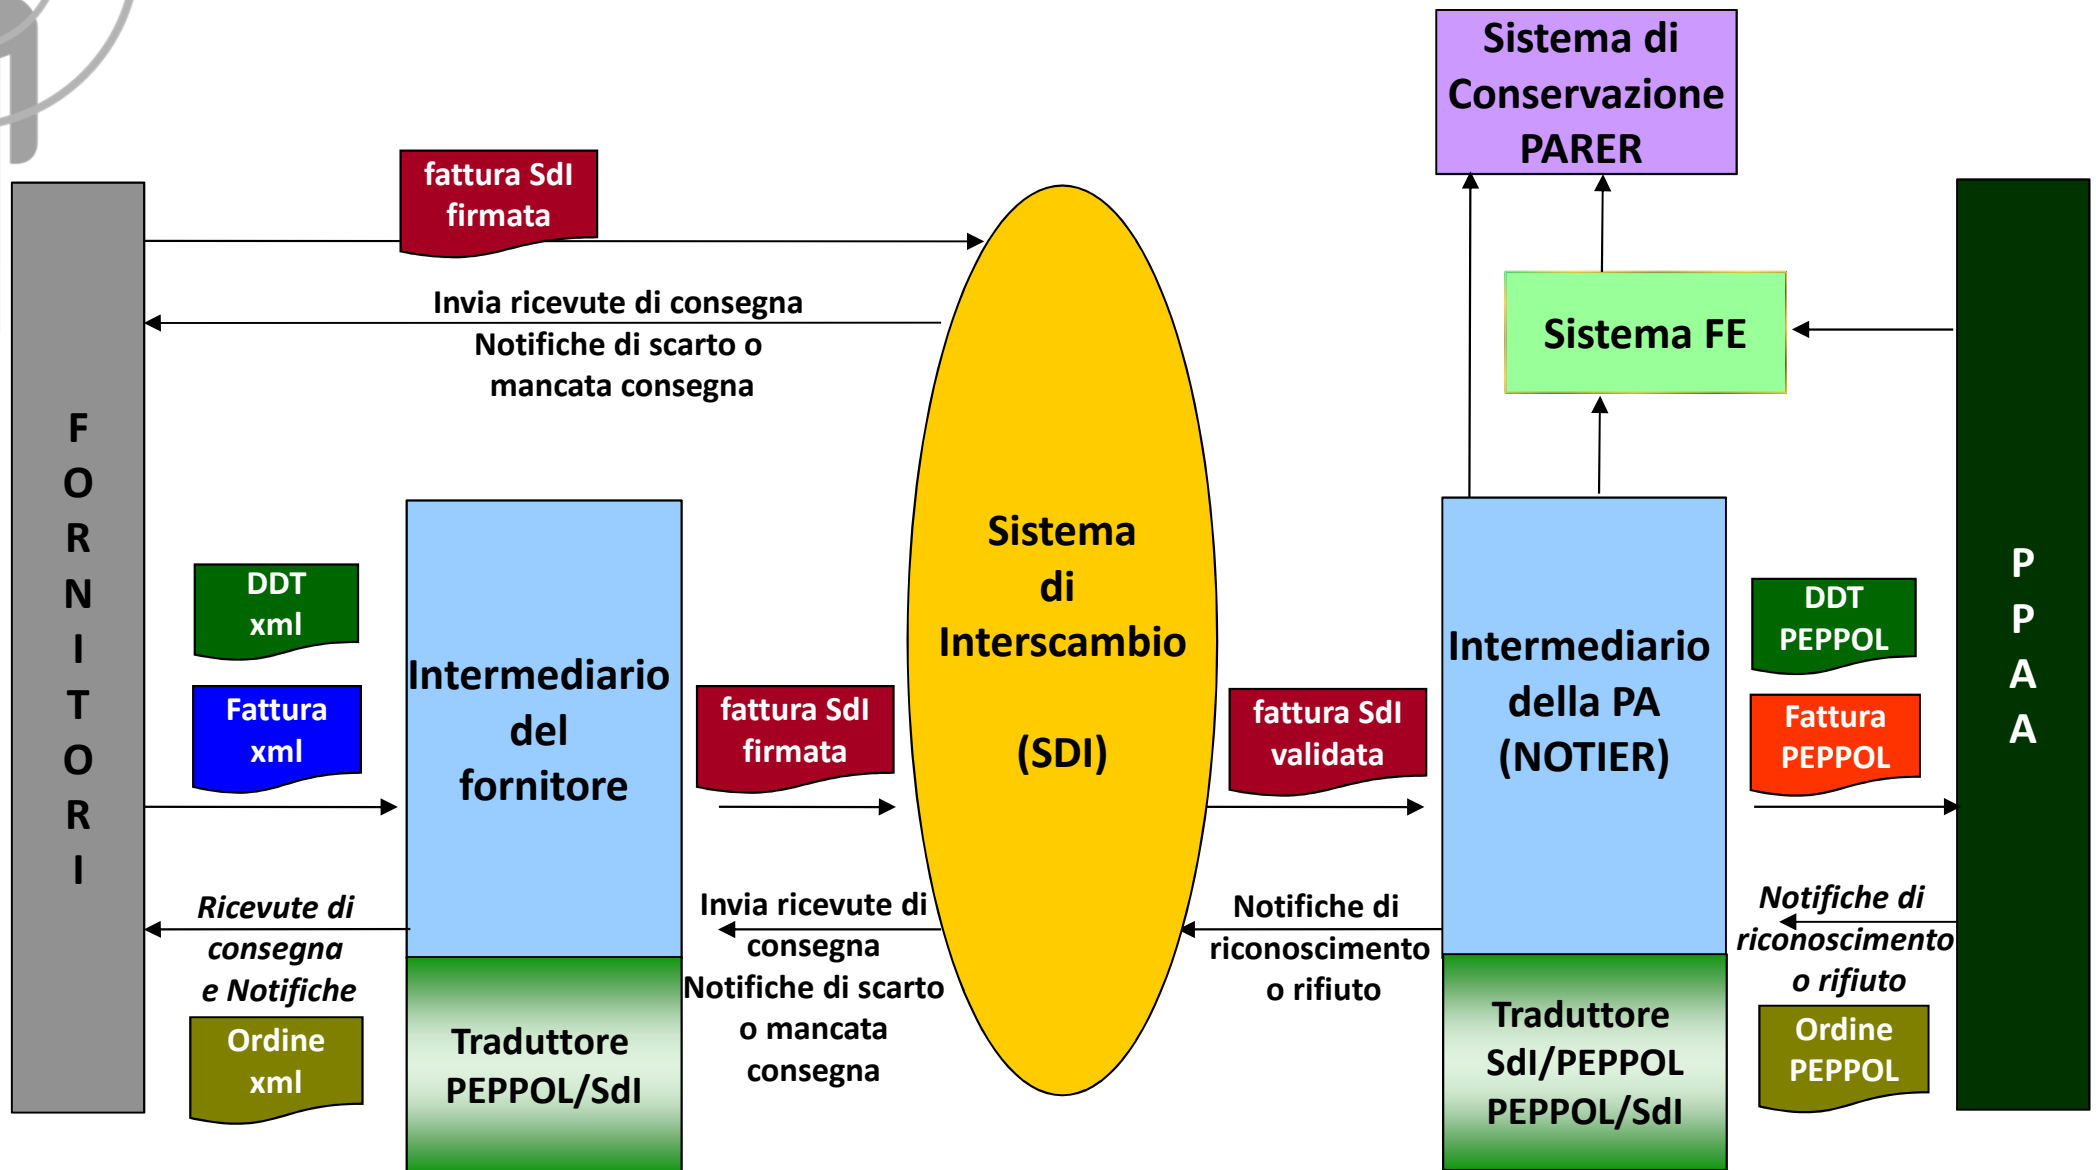 Sistema di
Conservazione
PARER
fattura SdI
firmata
Invia ricevute di consegna
Notifiche di scarto o
mancata consegna
Sistema FE
F
O
R
N
I
T
O
R
I
DDT
xml
Fattura
xml
Intermediario
del
fornitore
fattura SdI
firmata
Sistema
di
Interscambio
(SDI)
fattura SdI
validata
Intermediario
della PA
(NOTIER)
DDT
PEPPOL
Fattura
PEPPOL
P
P
A
A
Ricevute di
consegna
e Notifiche
Ordine
xml
Traduttore
PEPPOL/SdI
Invia ricevute di
consegna
Notifiche di scarto
o mancata
consegna
Notifiche di
riconoscimento
o rifiuto
Traduttore
SdI/PEPPOL
PEPPOL/SdI
Notifiche di
riconoscimento
o rifiuto
Ordine
PEPPOL